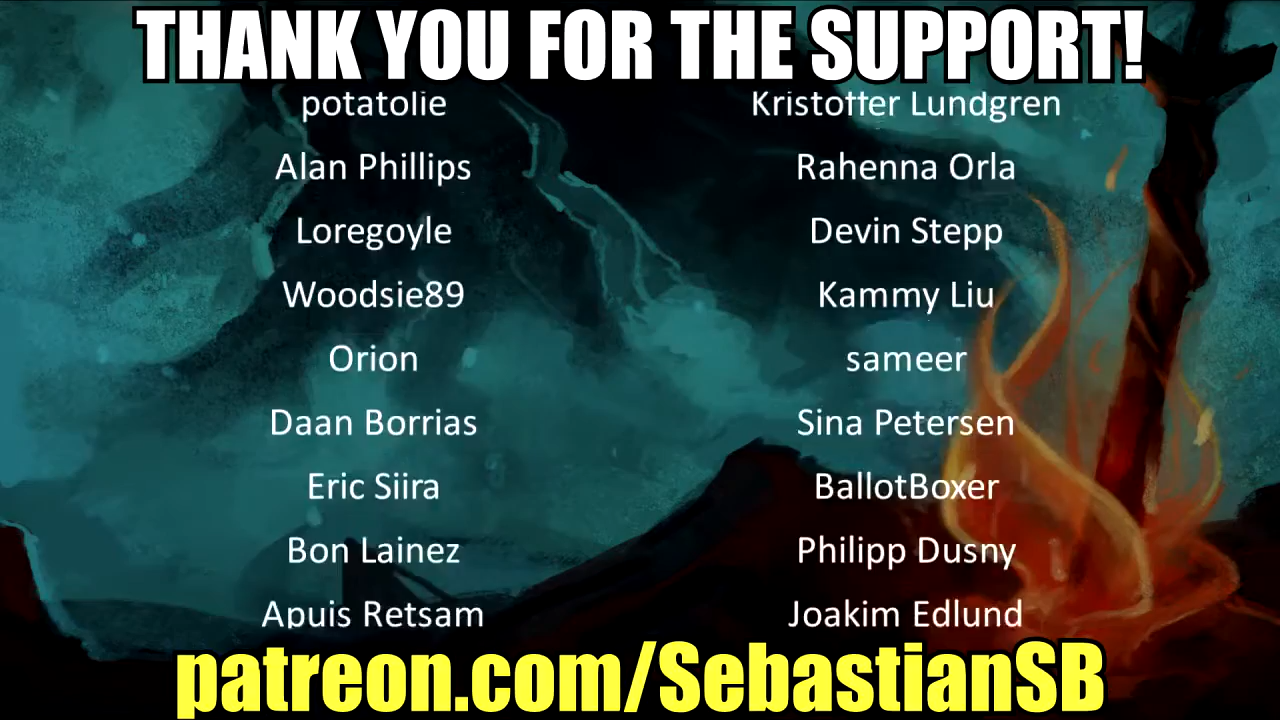 THANK YOU FOR THE SUPPORT!
potatolie Kristoffer Lundgren
Alan Phillips Rahenna Orla
Loregoyle Devin Stepp
Woodsie89 Kammy Liu
Orion sameer
Daan Borrias Sina Petersen
Eric Siira BallotBoxer
Bon Lainez Philipp Dusny
Apuis Retsam Joakim Edlund
patreon.com/SebastianSB